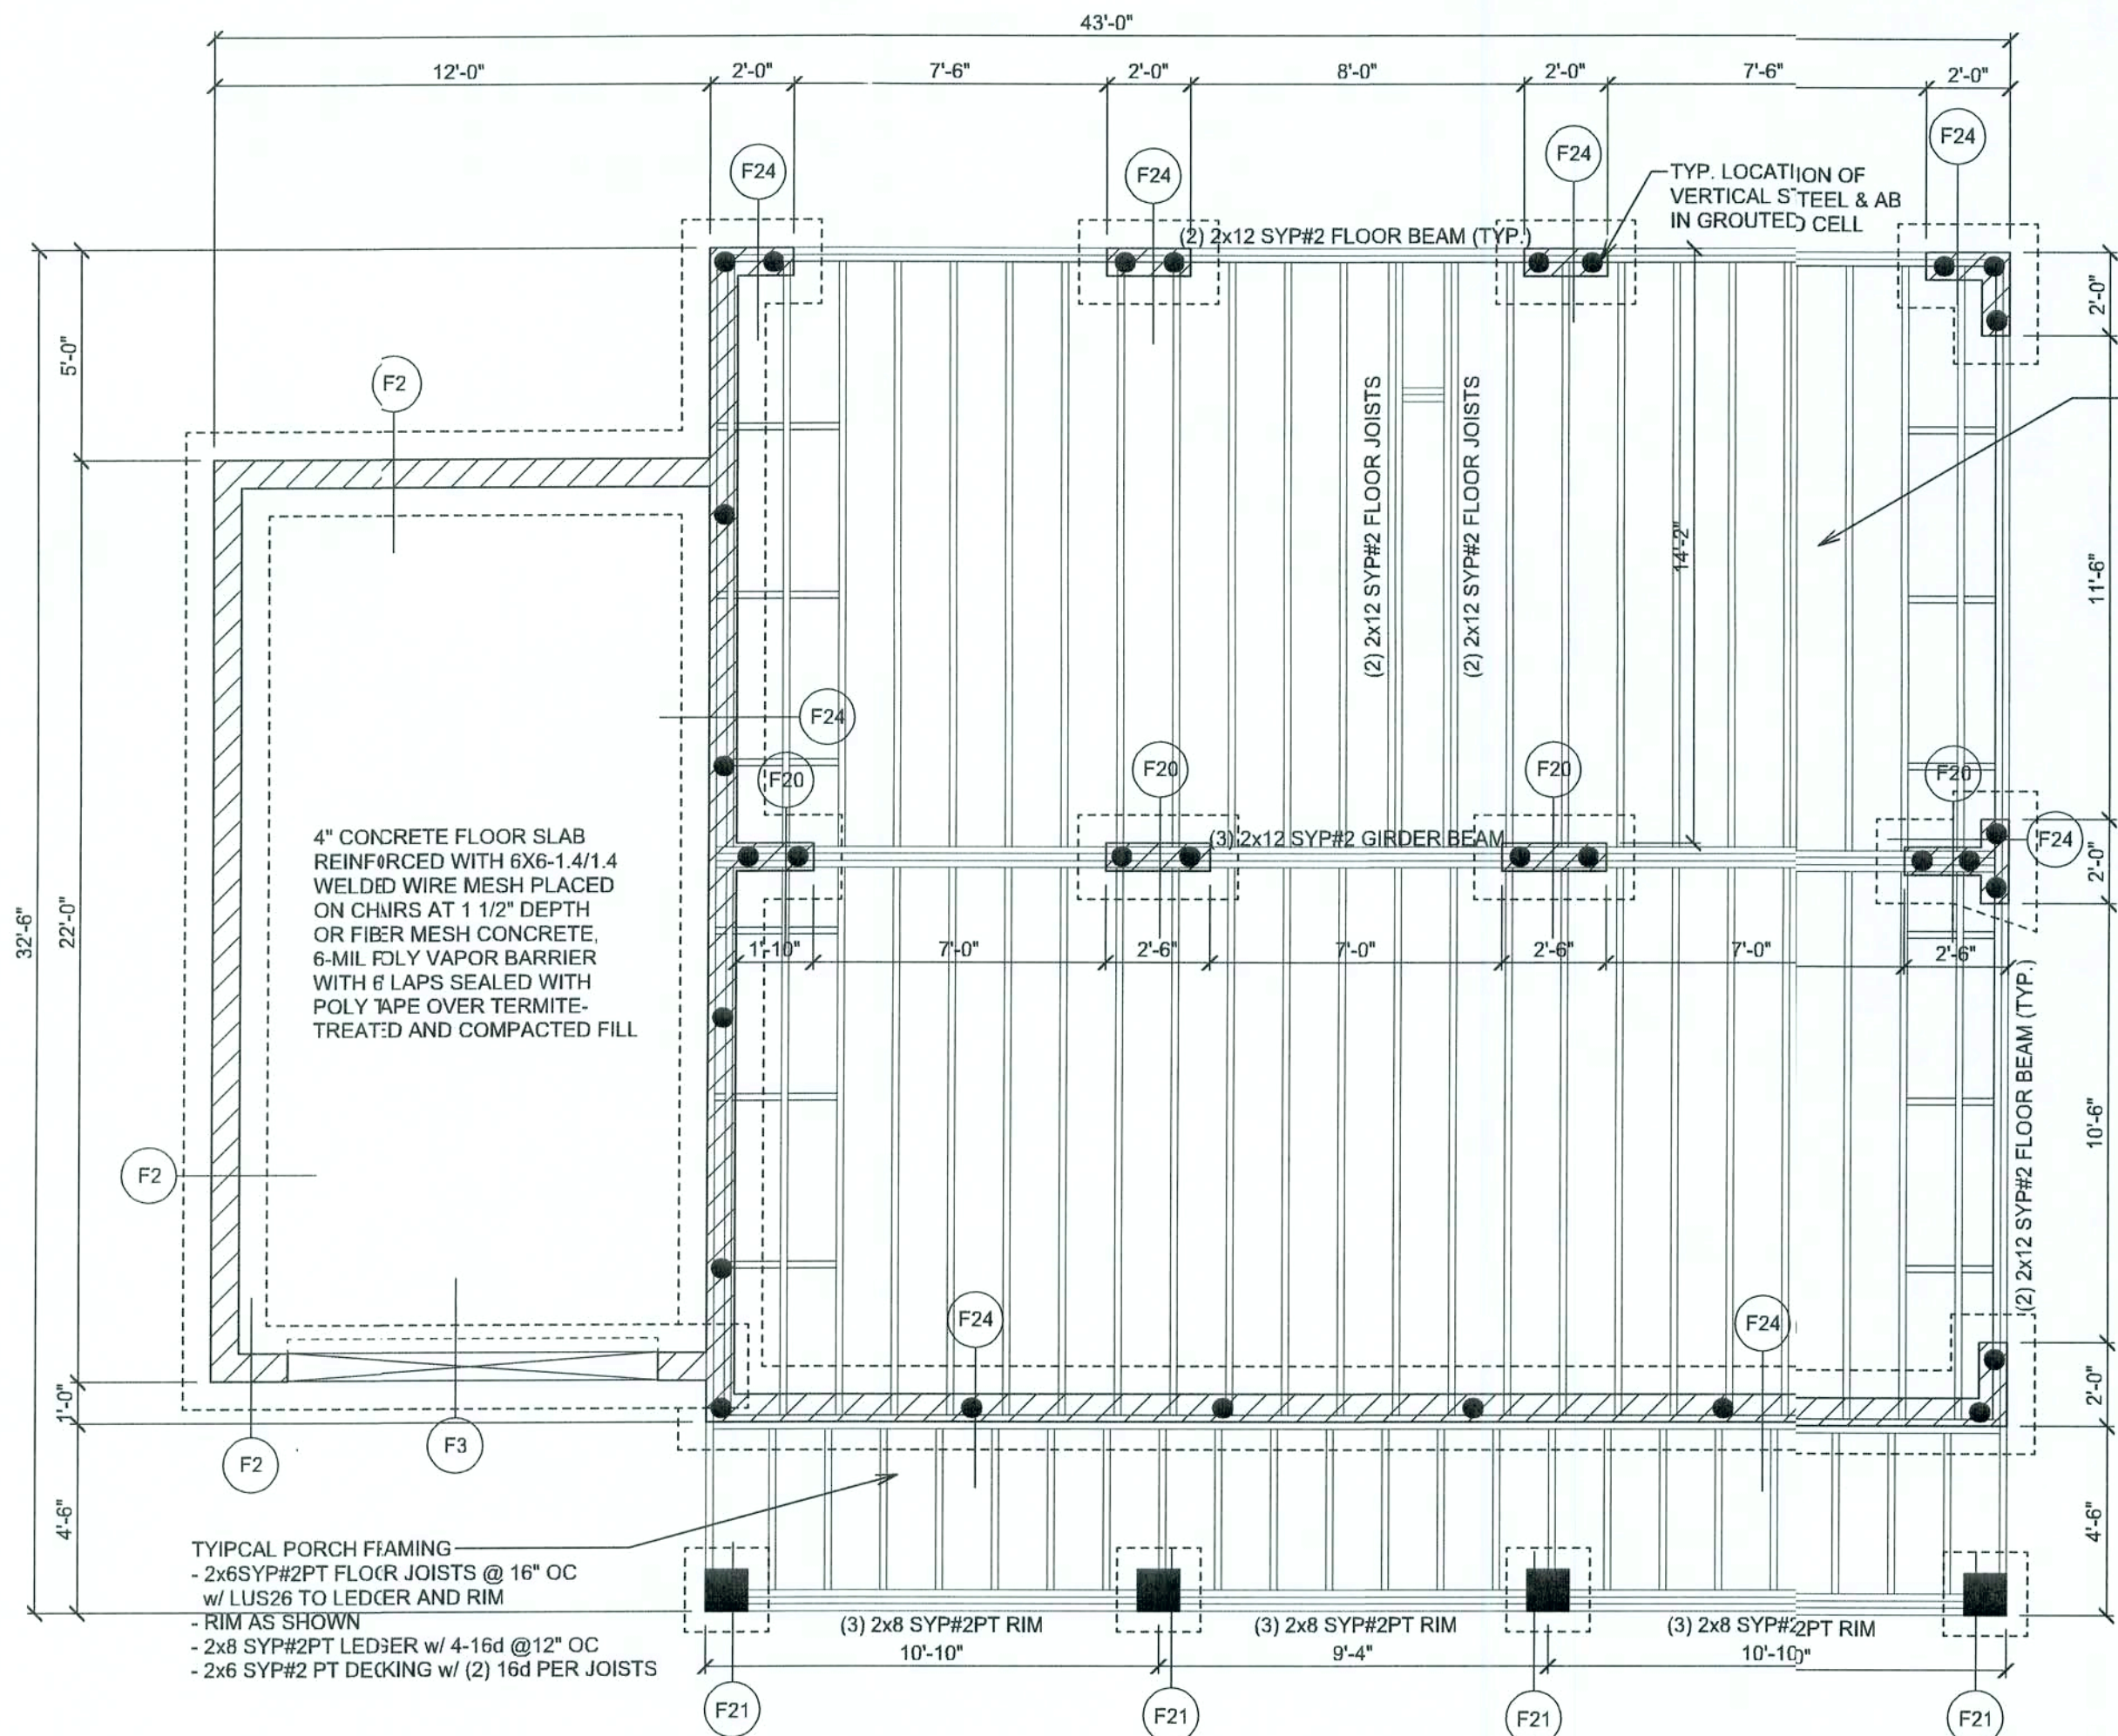 43'-0"
12'-0"
2'-0"
7'-6"
2'-0"
8'-0"
2'-0"
7'-6"
2'-0"
F24
F24
F24
F24
TYP. LOCATION OF
VERTICAL STEEL & AB
IN GROUTED CELL
(2) 2x12 SYP#2 FLOOR BEAM (TYP.)
2'-0"
5'-0"
F2
(2) 2x12 SYP#2 FLOOR JOISTS
(2) 2x12 SYP#2 FLOOR JOISTS
14'-2"
11'-6"
F24
F20
F20
F20
F20
4" CONCRETE FLOOR SLAB
REINFORCED WITH 6X6-1.4/1.4
WELDED WIRE MESH PLACED
ON CHAIRS AT 1 1/2" DEPTH
OR FIBER MESH CONCRETE,
6-MIL POLY VAPOR BARRIER
WITH 6" LAPS SEALED WITH
POLY TAPE OVER TERMITE-
TREATED AND COMPACTED FILL
(3) 2x12 SYP#2 GIRDER BEAM
F24
2'-0"
32'-6"
22'-0"
1'-10"
7'-0"
2'-6"
7'-0"
2'-6"
7'-0"
2'-6"
(2) 2x12 SYP#2 FLOOR BEAM (TYP.)
10'-6"
F2
F24
F24
1'-0"
2'-0"
F2
F3
4'-6"
4'-6"
TYIPCAL PORCH FRAMING
- 2x6SYP#2PT FLOOR JOISTS @ 16" OC
w/ LUS26 TO LEDGER AND RIM
- RIM AS SHOWN
- 2x8 SYP#2PT LEDGER w/ 4-16d @12" OC
- 2x6 SYP#2 PT DECKING w/ (2) 16d PER JOISTS
(3) 2x8 SYP#2PT RIM
(3) 2x8 SYP#2PT RIM
(3) 2x8 SYP#2PT RIM
10'-10"
9'-4"
10'-10"
F21
F21
F21
F21